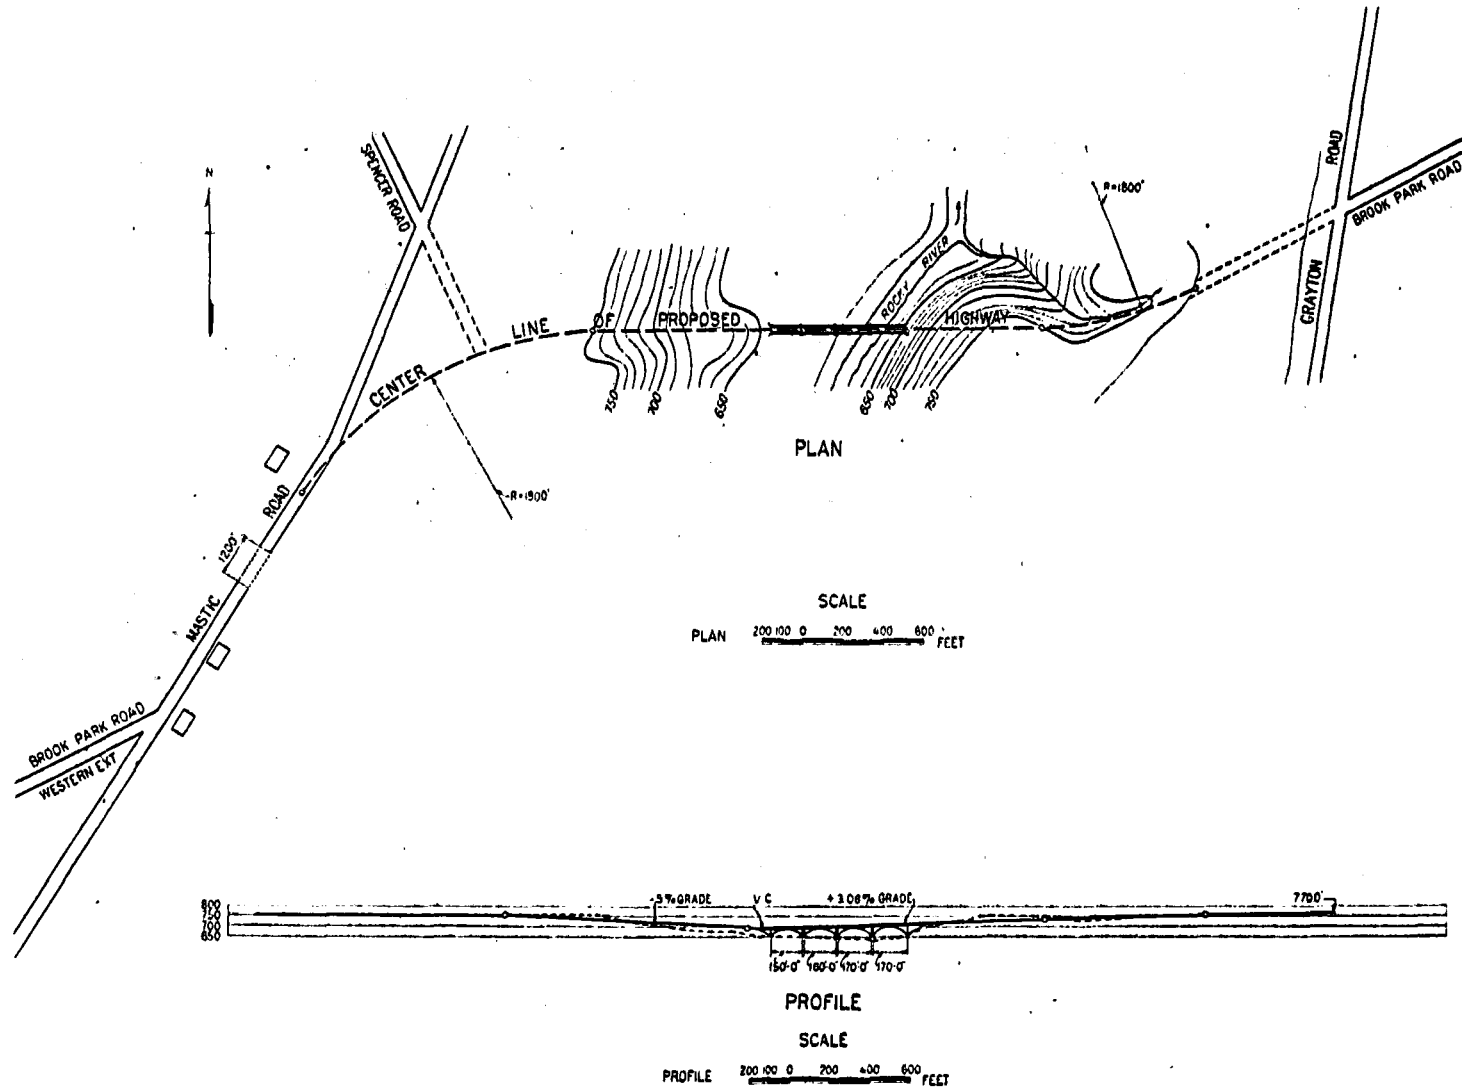 N
SPENCER ROAD
R=1800'
ROAD
BROOK PARK ROAD
GRAYTON
ROCKY RIVER
CENTER LINE OF PROPOSED HIGHWAY
750 700 650
650 700 750
PLAN
R=1900'
MASTIC ROAD
1200'
BROOK PARK ROAD
WESTERN EXT
SCALE
PLAN 200 100 0 200 400 600 FEET
800
750
700
650
-3% GRADE V C +3.08% GRADE 7700'
150'-0" 160'-0" 170'-0" 170'-0"
PROFILE
SCALE
PROFILE 200 100 0 200 400 600 FEET